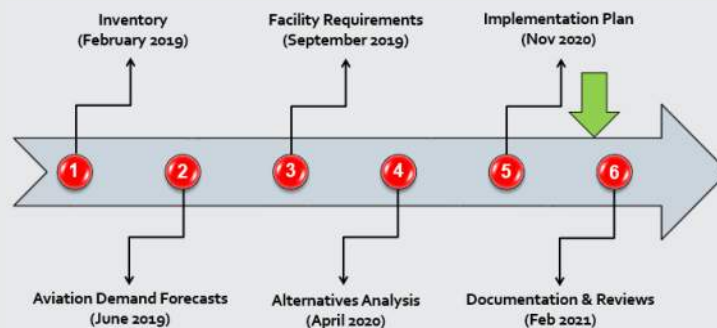 Inventory
(February 2019)
Facility Requirements
(September 2019)
Implementation Plan
(Nov 2020)
1
2
3
4
5
6
Aviation Demand Forecasts
(June 2019)
Alternatives Analysis
(April 2020)
Documentation & Reviews
(Feb 2021)